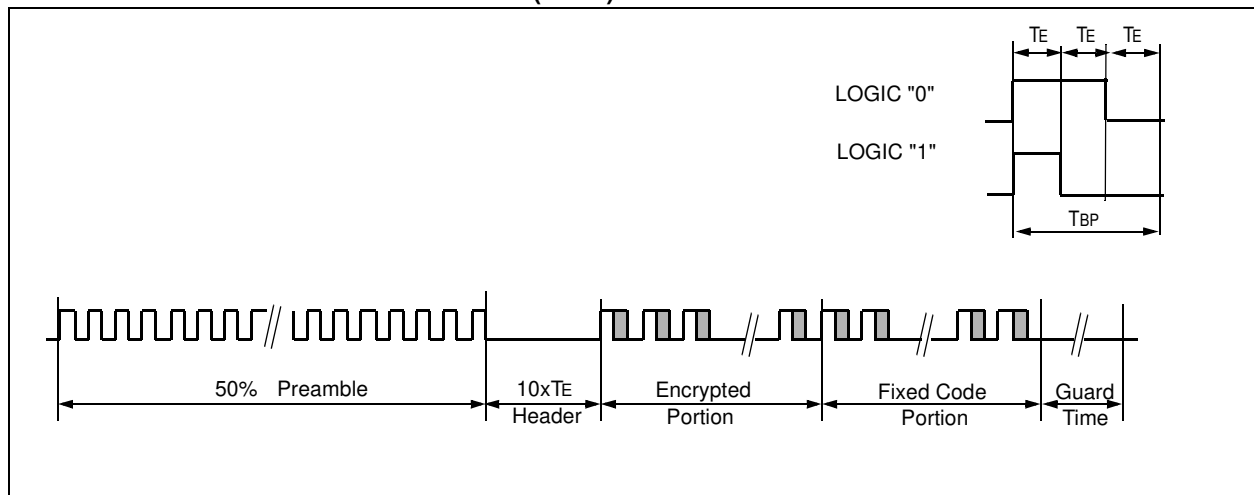 TE TE TE
LOGIC "0"
LOGIC "1"
TBP
50% Preamble
10xTE
Header
Encrypted
Portion
Fixed Code
Portion
Guard
Time